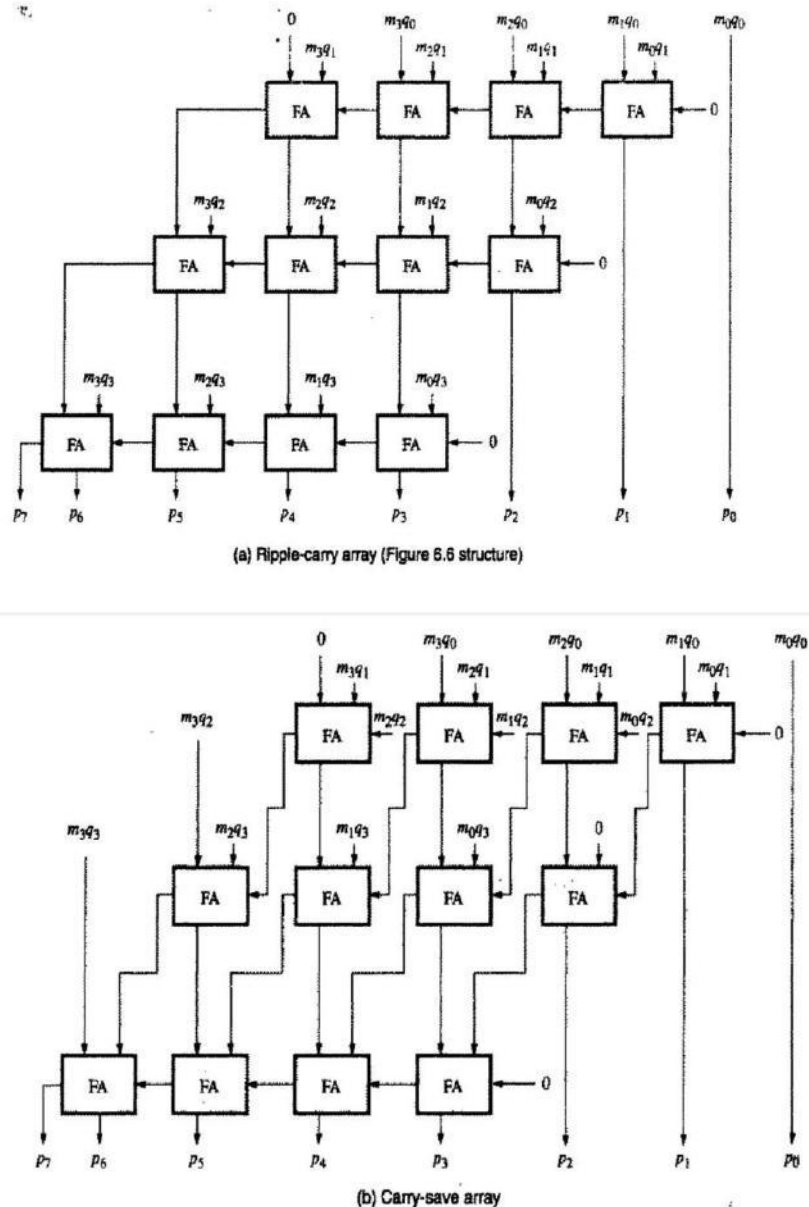 0 m3q0 m2q0 m1q0 m0q0
m3q1 m2q1 m1q1 m0q1
FA FA FA FA 0
m3q2 m2q2 m1q2 m0q2
FA FA FA FA 0
m3q3 m2q3 m1q3 m0q3
FA FA FA FA 0
p7 p6 p5 p4 p3 p2 p1 p0
(a) Ripple-carry array (Figure 6.6 structure)
0 m3q0 m2q0 m1q0 m0q0
m3q1 m2q1 m1q1 m0q1
m3q2 FA m2q2 FA m1q2 FA m0q2 FA 0
m3q3 m2q3 m1q3 m0q3 0
FA FA FA FA
FA FA FA FA 0
p7 p6 p5 p4 p3 p2 p1 p0
(b) Carry-save array